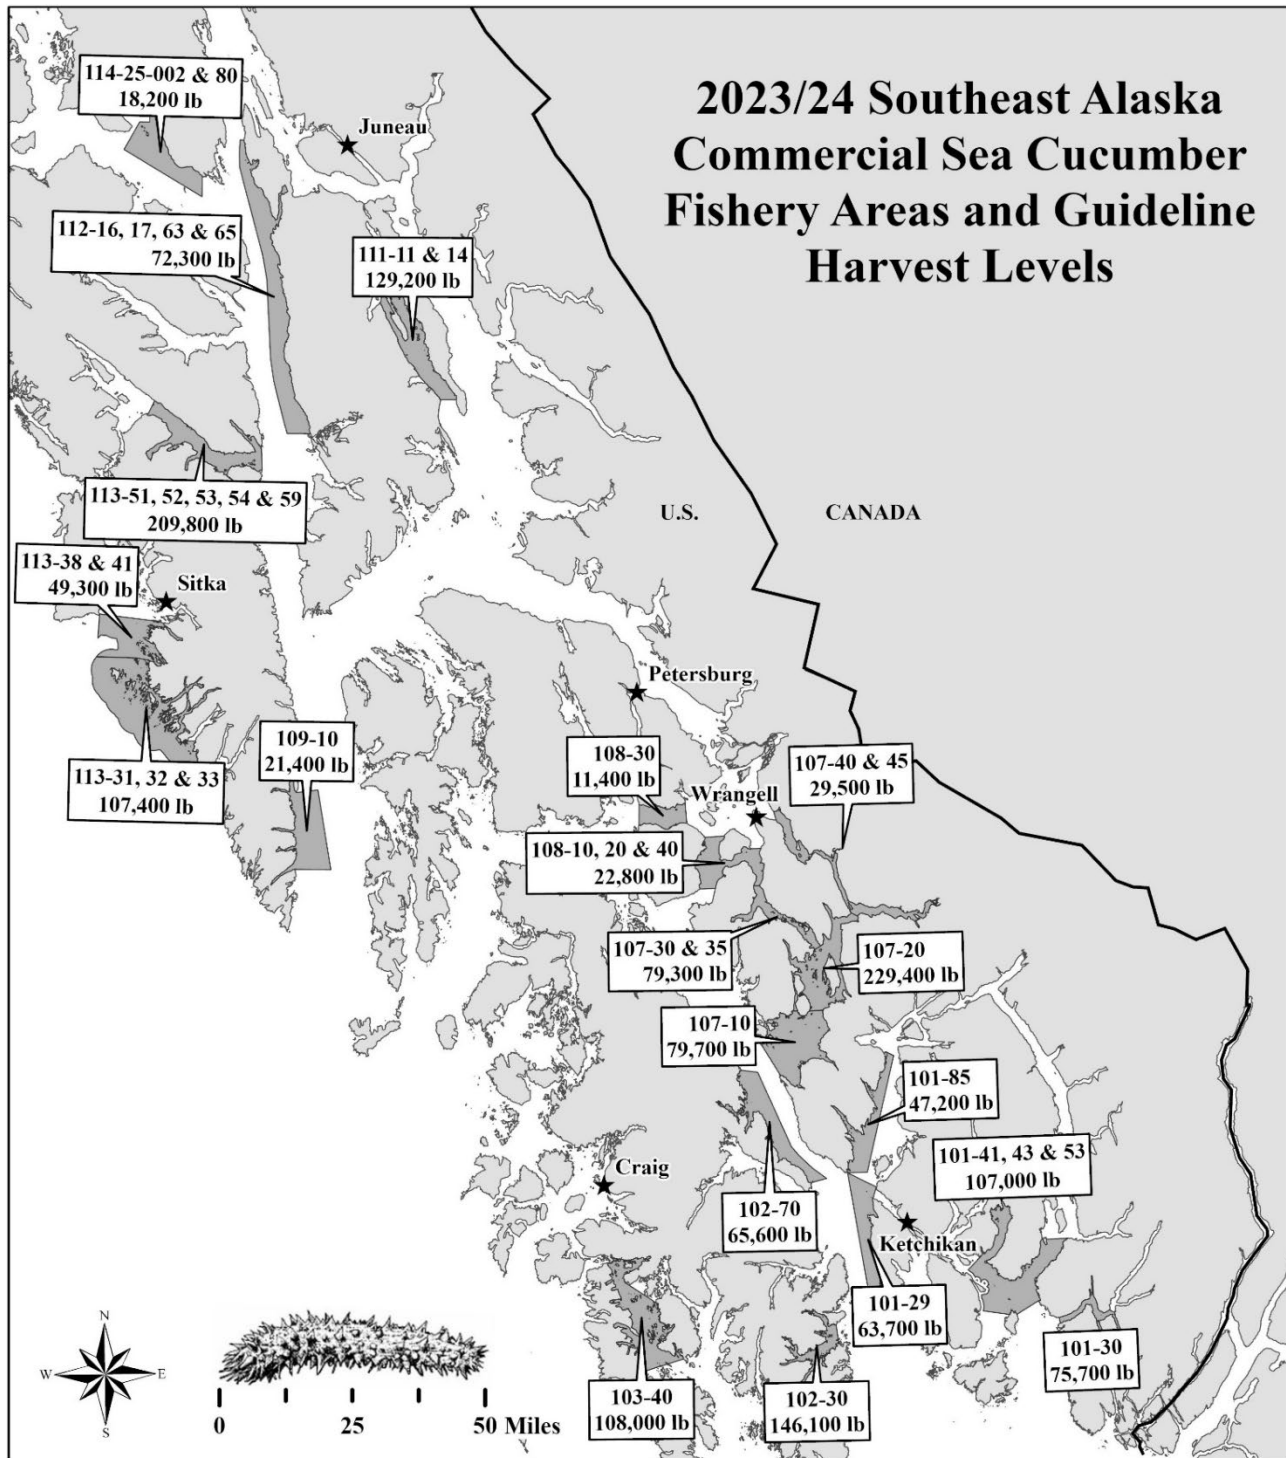 2023/24 Southeast Alaska
Commercial Sea Cucumber
Fishery Areas and Guideline
Harvest Levels
114-25-002 & 80
18,200 lb
Juneau
112-16, 17, 63 & 65
72,300 lb
111-11 & 14
129,200 lb
113-51, 52, 53, 54 & 59
209,800 lb
U.S.
CANADA
113-38 & 41
49,300 lb
Sitka
Petersburg
109-10
21,400 lb
113-31, 32 & 33
107,400 lb
108-30
11,400 lb
107-40 & 45
29,500 lb
Wrangell
108-10, 20 & 40
22,800 lb
107-30 & 35
79,300 lb
107-20
229,400 lb
107-10
79,700 lb
101-85
47,200 lb
101-41, 43 & 53
107,000 lb
Craig
102-70
65,600 lb
Ketchikan
101-29
63,700 lb
101-30
75,700 lb
103-40
108,000 lb
102-30
146,100 lb
N
W
E
S
0
25
50 Miles